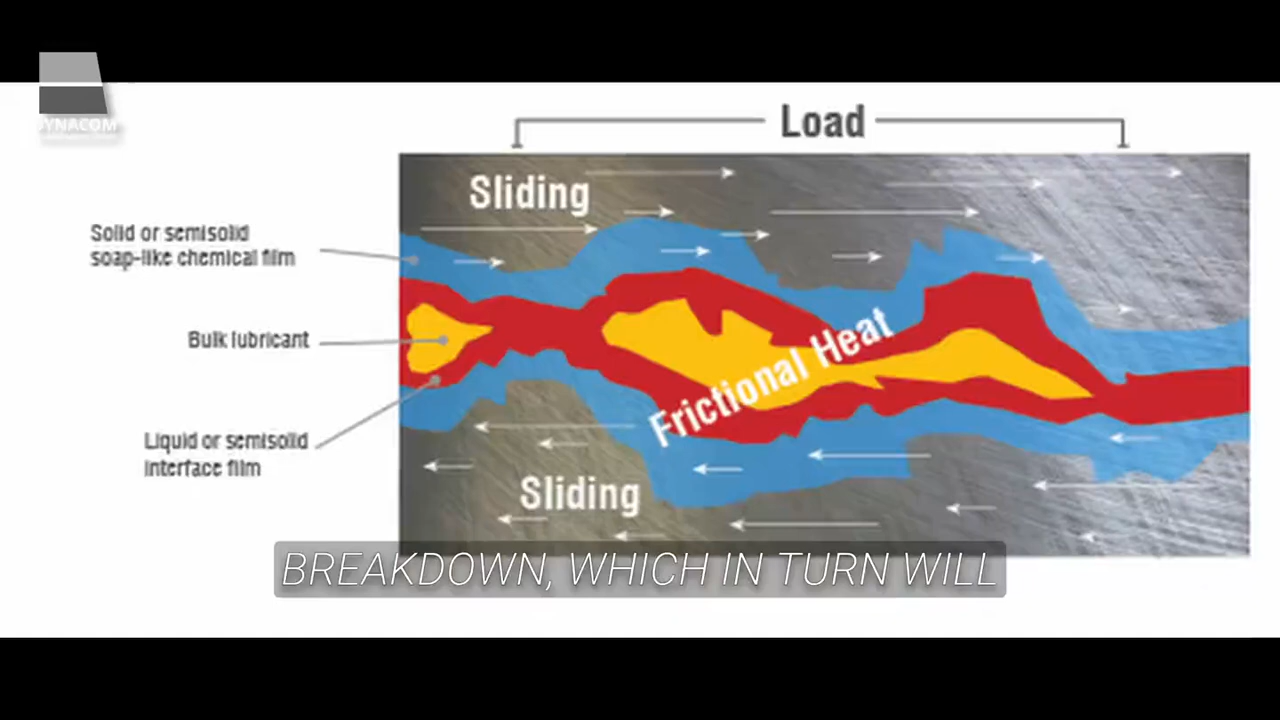 DYNACOM
Load
Sliding
Solid or semisolid
soap-like chemical film
Bulk lubricant
Frictional Heat
Liquid or semisolid
interface film
Sliding
BREAKDOWN, WHICH IN TURN WILL